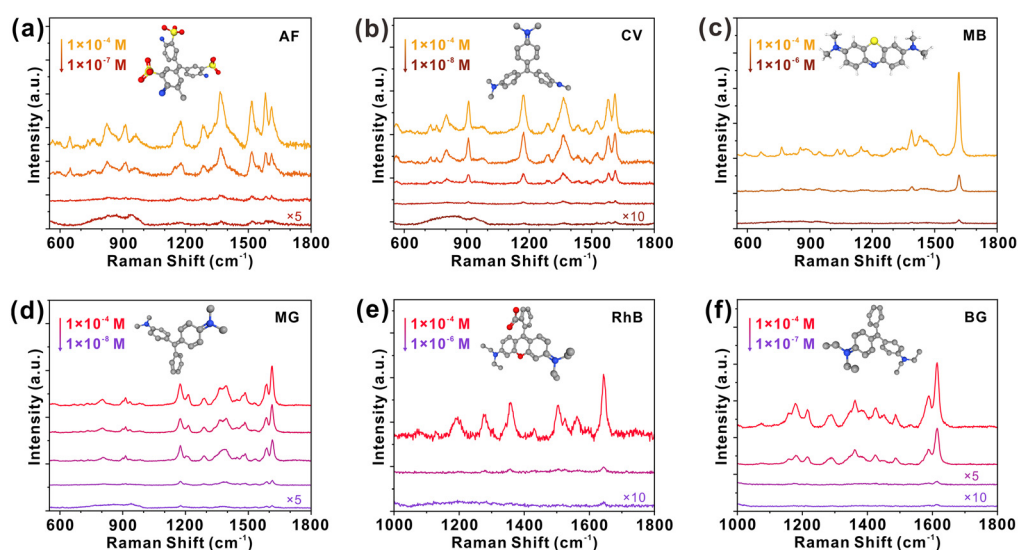 (a)
1×10⁻⁴ M
1×10⁻⁷ M
AF
×5
Intensity (a.u.)
600 900 1200 1500 1800
Raman Shift (cm⁻¹)
(b)
1×10⁻⁴ M
1×10⁻⁸ M
CV
×10
Intensity (a.u.)
600 900 1200 1500 1800
Raman Shift (cm⁻¹)
(c)
1×10⁻⁴ M
1×10⁻⁶ M
MB
Intensity (a.u.)
600 900 1200 1500 1800
Raman Shift (cm⁻¹)
(d)
1×10⁻⁴ M
1×10⁻⁸ M
MG
×5
Intensity (a.u.)
600 900 1200 1500 1800
Raman Shift (cm⁻¹)
(e)
1×10⁻⁴ M
1×10⁻⁶ M
RhB
×10
Intensity (a.u.)
1000 1200 1400 1600 1800
Raman Shift (cm⁻¹)
(f)
1×10⁻⁴ M
1×10⁻⁷ M
BG
×5
×10
Intensity (a.u.)
1000 1200 1400 1600 1800
Raman Shift (cm⁻¹)